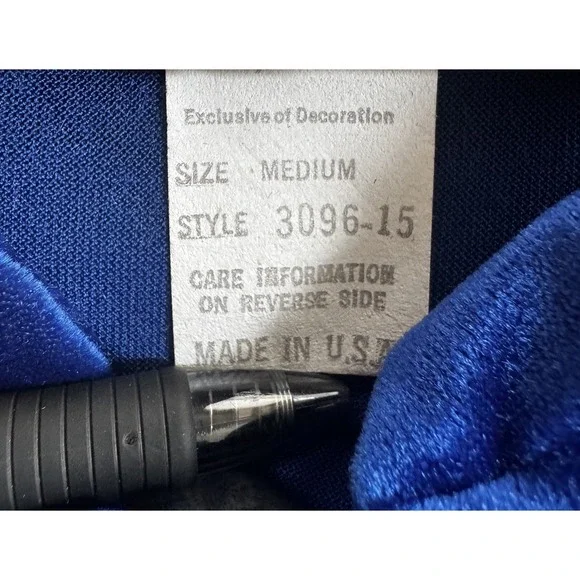 Exclusive of Decoration
SIZE MEDIUM
STYLE 3096-15
CARE INFORMATION
ON REVERSE SIDE
MADE IN U.S.A